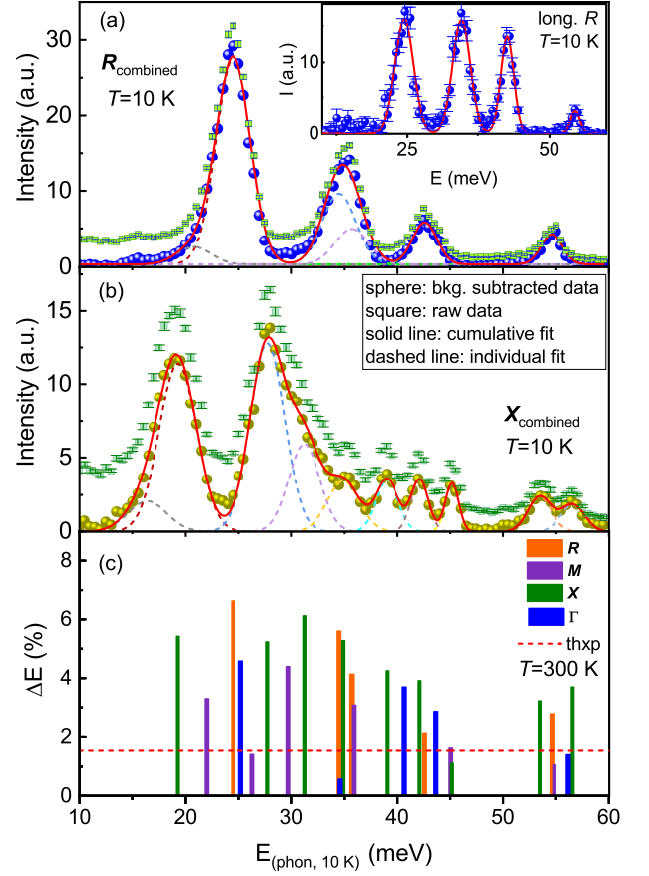 (a)
R combined
T=10 K
Intensity (a.u.)
30
20
10
0
long. R
T=10 K
I (a.u.)
10
0
25
50
E (meV)
(b)
sphere: bkg. subtracted data
square: raw data
solid line: cumulative fit
dashed line: individual fit
X combined
T=10 K
Intensity (a.u.)
15
10
5
0
(c)
R
M
X
Γ
thxp
T=300 K
ΔE (%)
8
6
4
2
0
10
20
30
40
50
60
E(phon, 10 K) (meV)